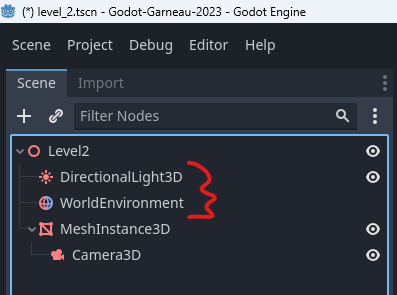 (*) level_2.tscn - Godot-Garneau-2023 - Godot Engine
Scene Project Debug Editor Help
Scene Import
Filter Nodes
Level2
DirectionalLight3D
WorldEnvironment
MeshInstance3D
Camera3D